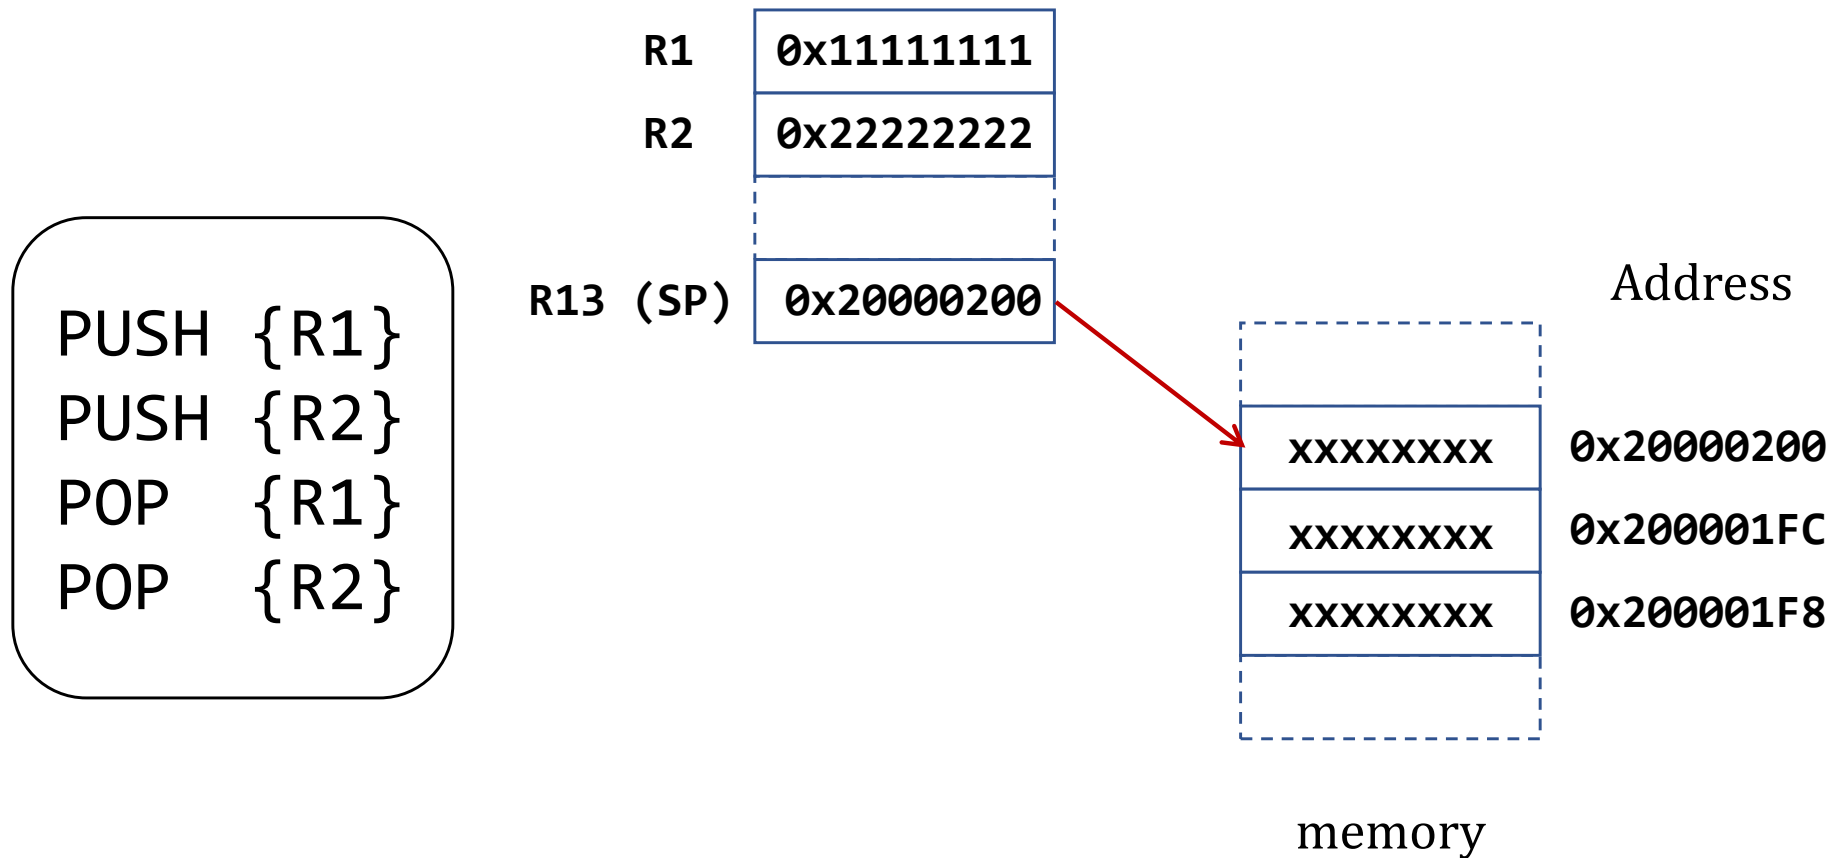 R1 0x11111111
R2 0x22222222
R13 (SP) 0x20000200
PUSH {R1}
PUSH {R2}
POP  {R1}
POP  {R2}
Address
xxxxxxxx 0x20000200
xxxxxxxx 0x200001FC
xxxxxxxx 0x200001F8
memory